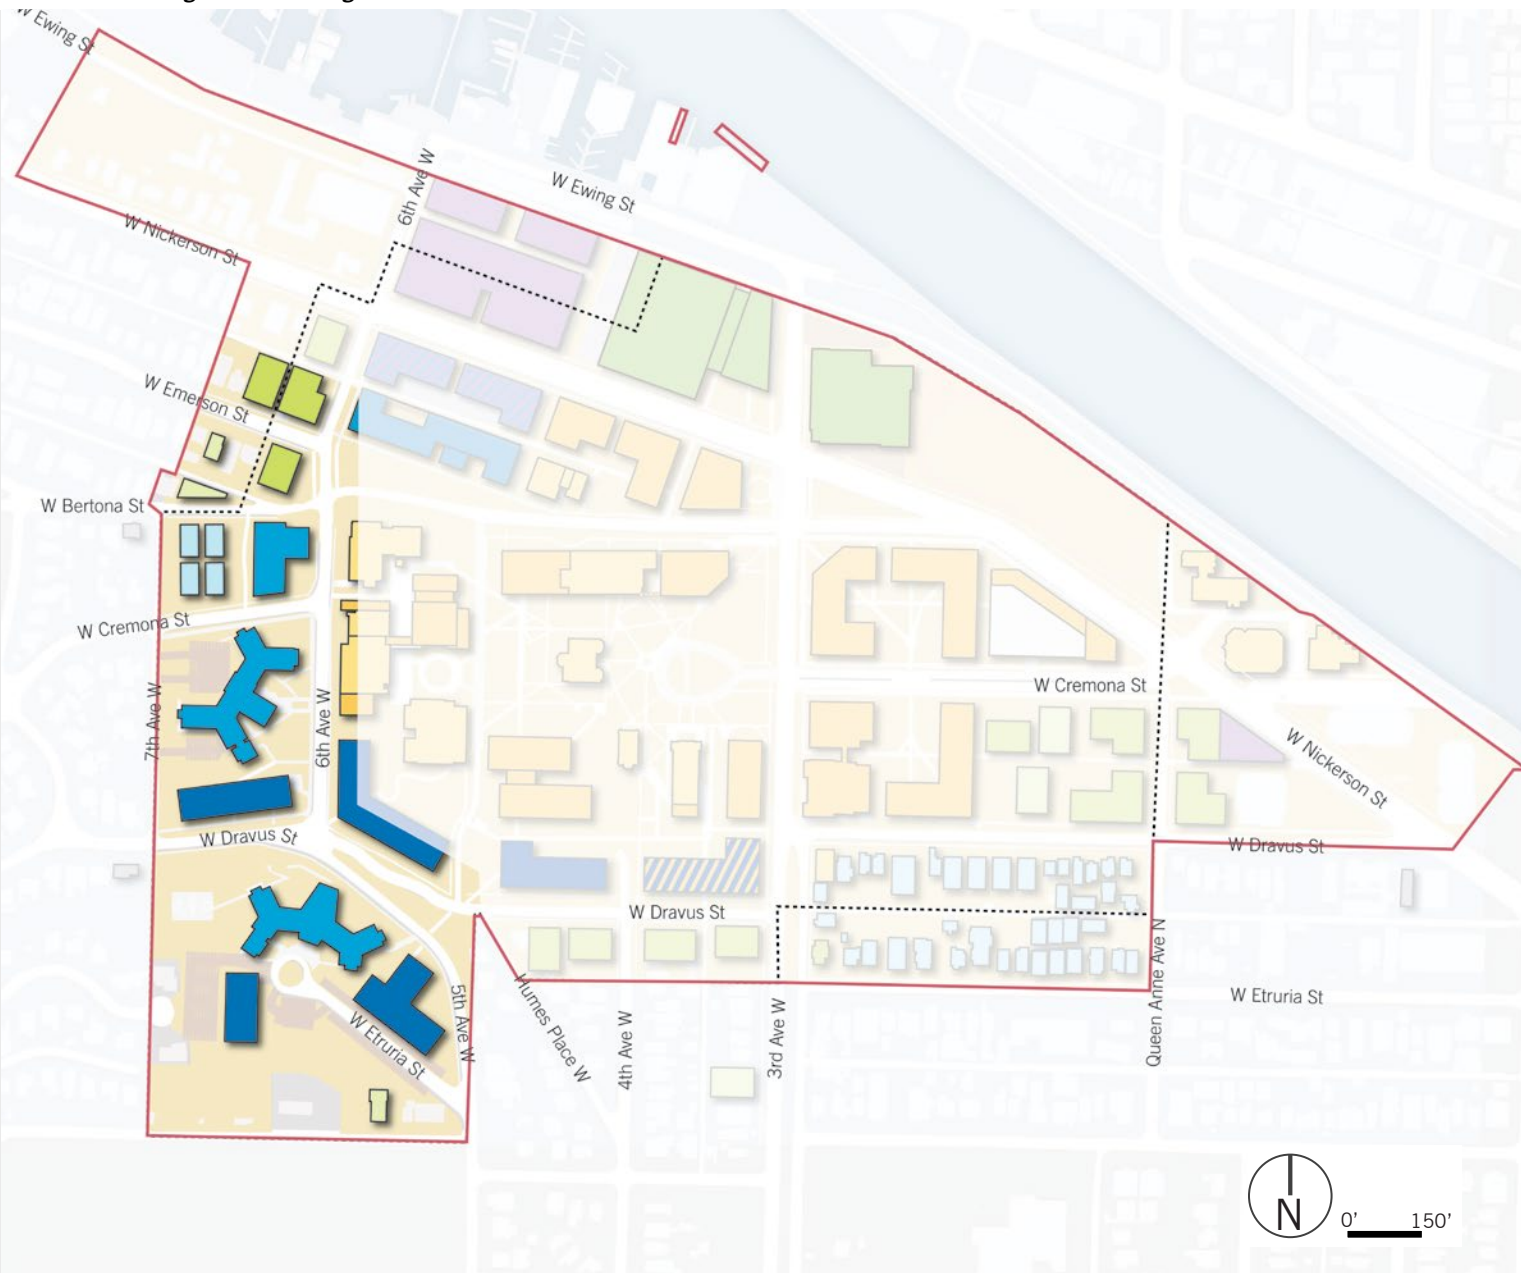 W Ewing St
6th Ave W
W Ewing St
W Nickerson St
W Emerson St
W Bertona St
W Cremona St
W Cremona St
7th Ave W
6th Ave W
W Nickerson St
W Dravus St
W Dravus St
W Dravus St
Queen Anne Ave N
5th Ave W
Humes Place W
4th Ave W
3rd Ave W
W Etruria St
W Etruria St
N
0' 150'